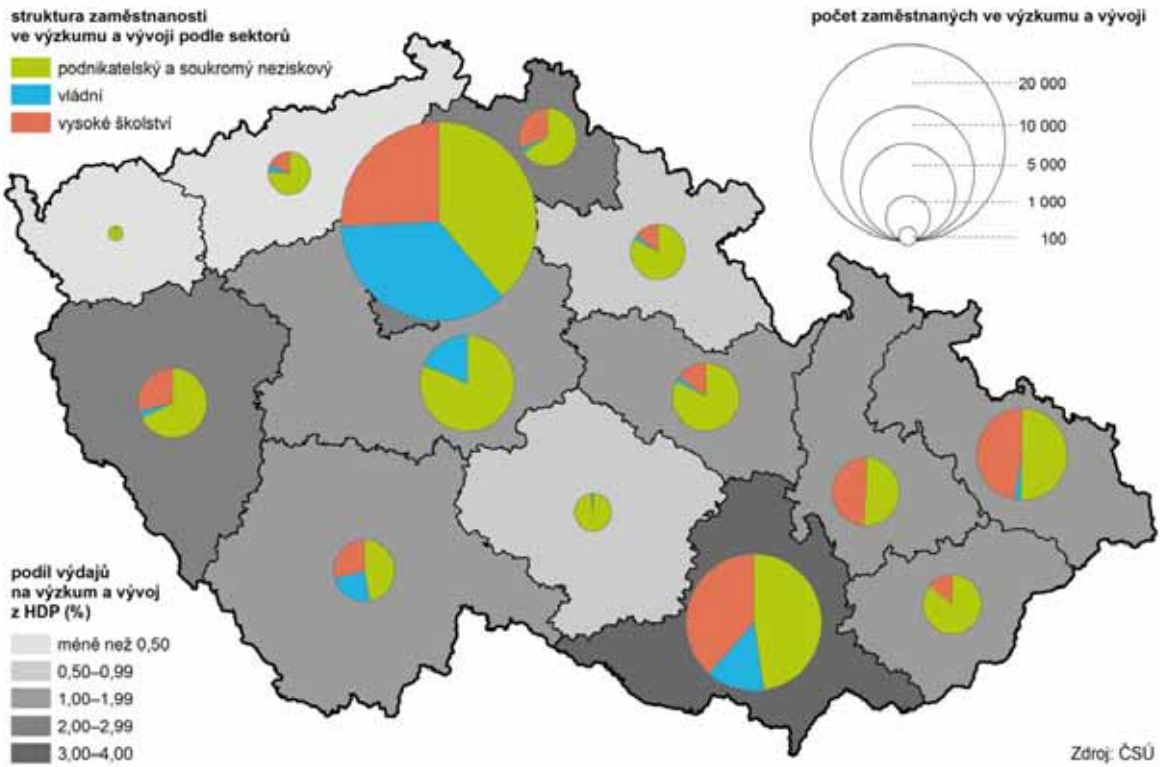 struktura zaměstnanosti
ve výzkumu a vývoji podle sektorů
podnikatelský a soukromý neziskový
vládní
vysoké školství
počet zaměstnaných ve výzkumu a vývoji
20 000
10 000
5 000
1 000
100
podíl výdajů
na výzkum a vývoj
z HDP (%)
méně než 0,50
0,50–0,99
1,00–1,99
2,00–2,99
3,00–4,00
Zdroj: ČSÚ